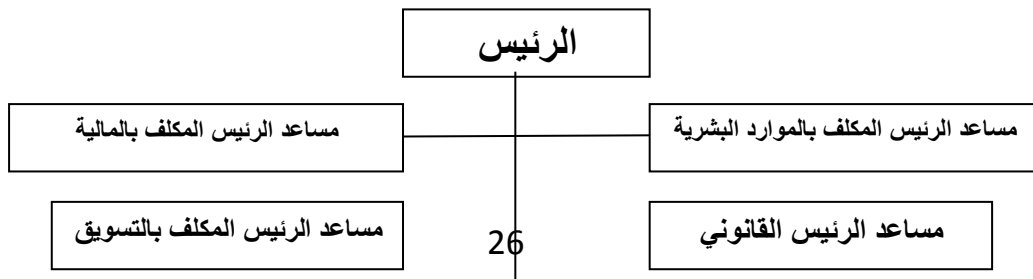 الرئيس
مساعد الرئيس المكلف بالموارد البشرية
مساعد الرئيس المكلف بالمالية
مساعد الرئيس القانوني
مساعد الرئيس المكلف بالتسويق
26